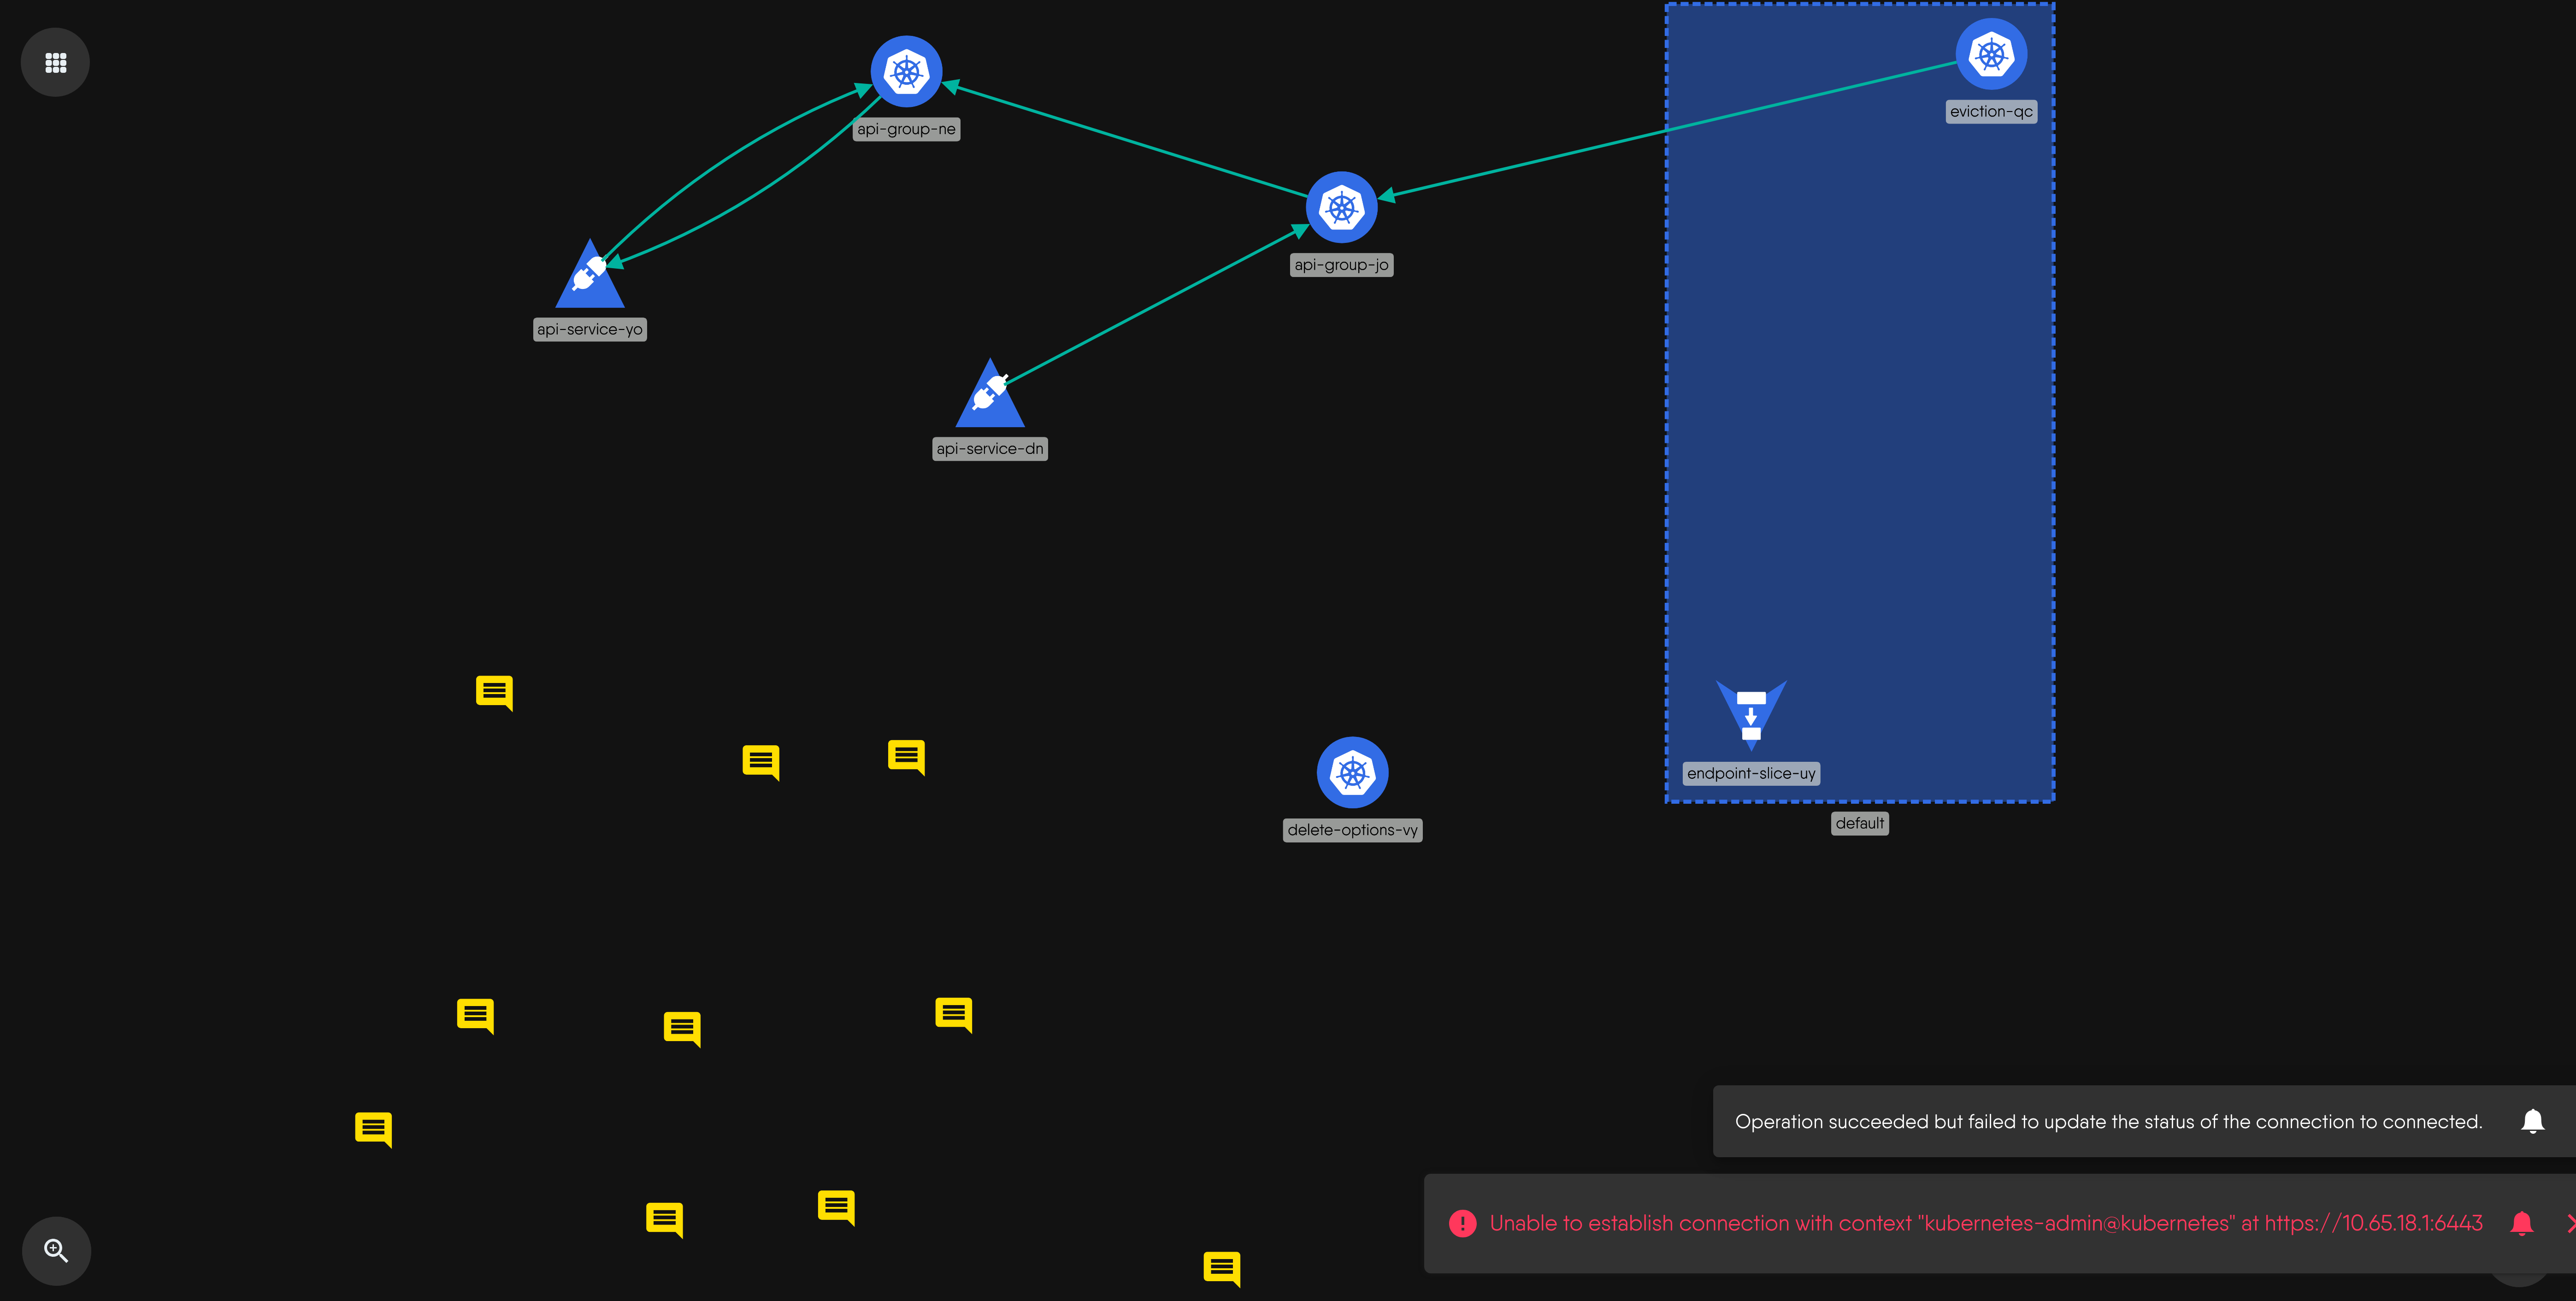 eviction-qc
api-group-ne
api-group-jo
api-service-yo
api-service-dn
endpoint-slice-uy
default
delete-options-vy
Operation succeeded but failed to update the status of the connection to connected.
Unable to establish connection with context "kubernetes-admin@kubernetes" at https://10.65.18.1:6443